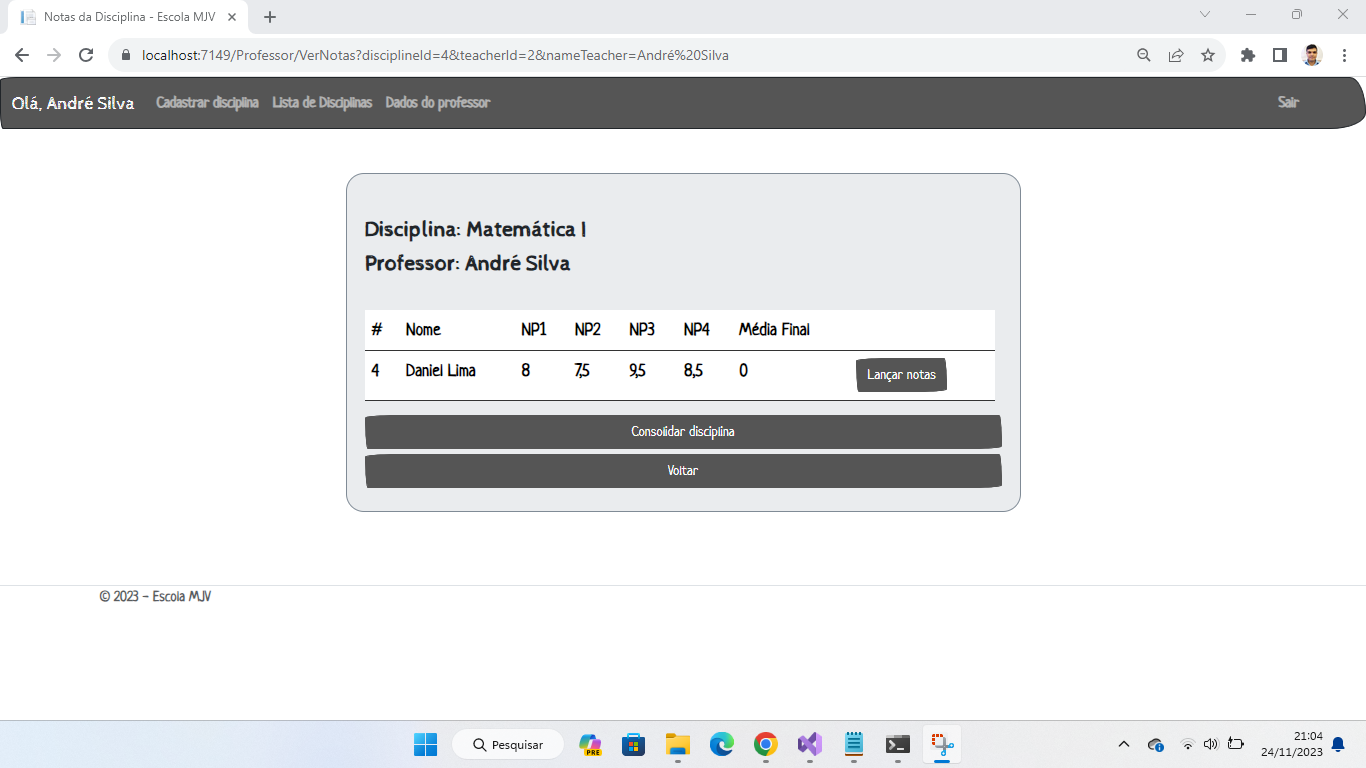 Notas da Disciplina - Escola MJV
localhost:7149/Professor/VerNotas?disciplineId=4&teacherId=2&nameTeacher=André%20Silva
Olá, André Silva Cadastrar disciplina Lista de Disciplinas Dados do professor Sair
Disciplina: Matemática I
Professor: André Silva
# Nome NP1 NP2 NP3 NP4 Média Final
4 Daniel Lima 8 7,5 9,5 8,5 0 Lançar notas
Consolidar disciplina
Voltar
© 2023 - Escola MJV
Pesquisar PRE 21:04
24/11/2023